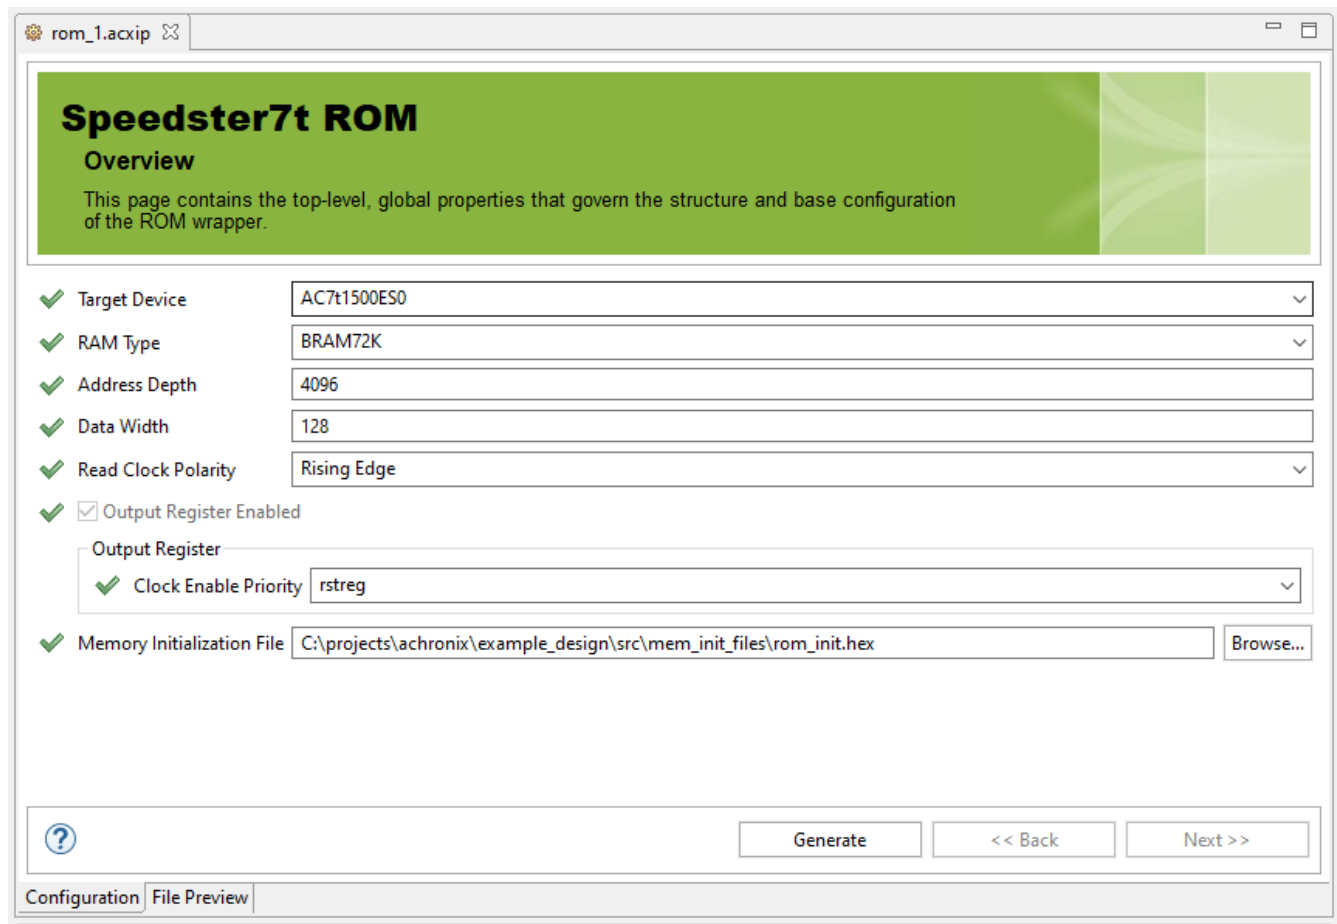 rom_1.acxip
Speedster7t ROM
Overview
This page contains the top-level, global properties that govern the structure and base configuration
of the ROM wrapper.
Target Device AC7t1500ES0
RAM Type BRAM72K
Address Depth 4096
Data Width 128
Read Clock Polarity Rising Edge
Output Register Enabled
Output Register
Clock Enable Priority rstreg
Memory Initialization File C:\projects\achronix\example_design\src\mem_init_files\rom_init.hex Browse...
? Generate << Back Next >>
Configuration File Preview